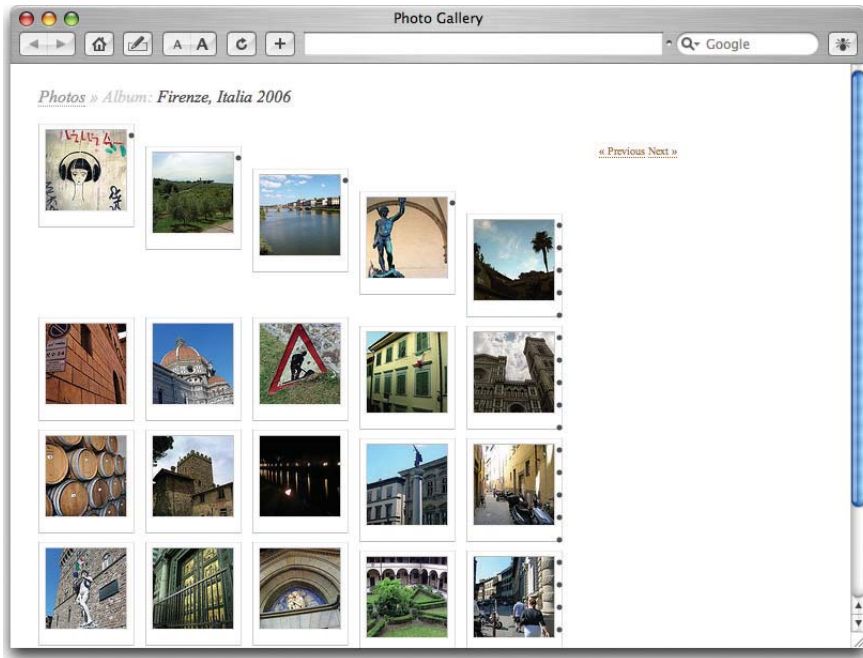 Photo Gallery
A A
Google
Photos » Album: Firenze, Italia 2006
« Previous Next »